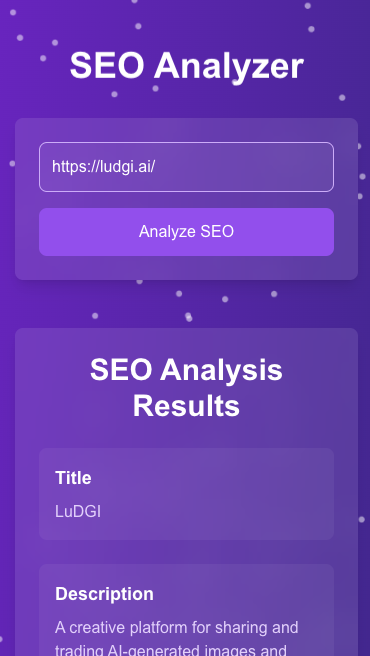 SEO Analyzer
https://ludgi.ai/
Analyze SEO
SEO Analysis
Results
Title
LuDGI
Description
A creative platform for sharing and
trading AI-generated images and